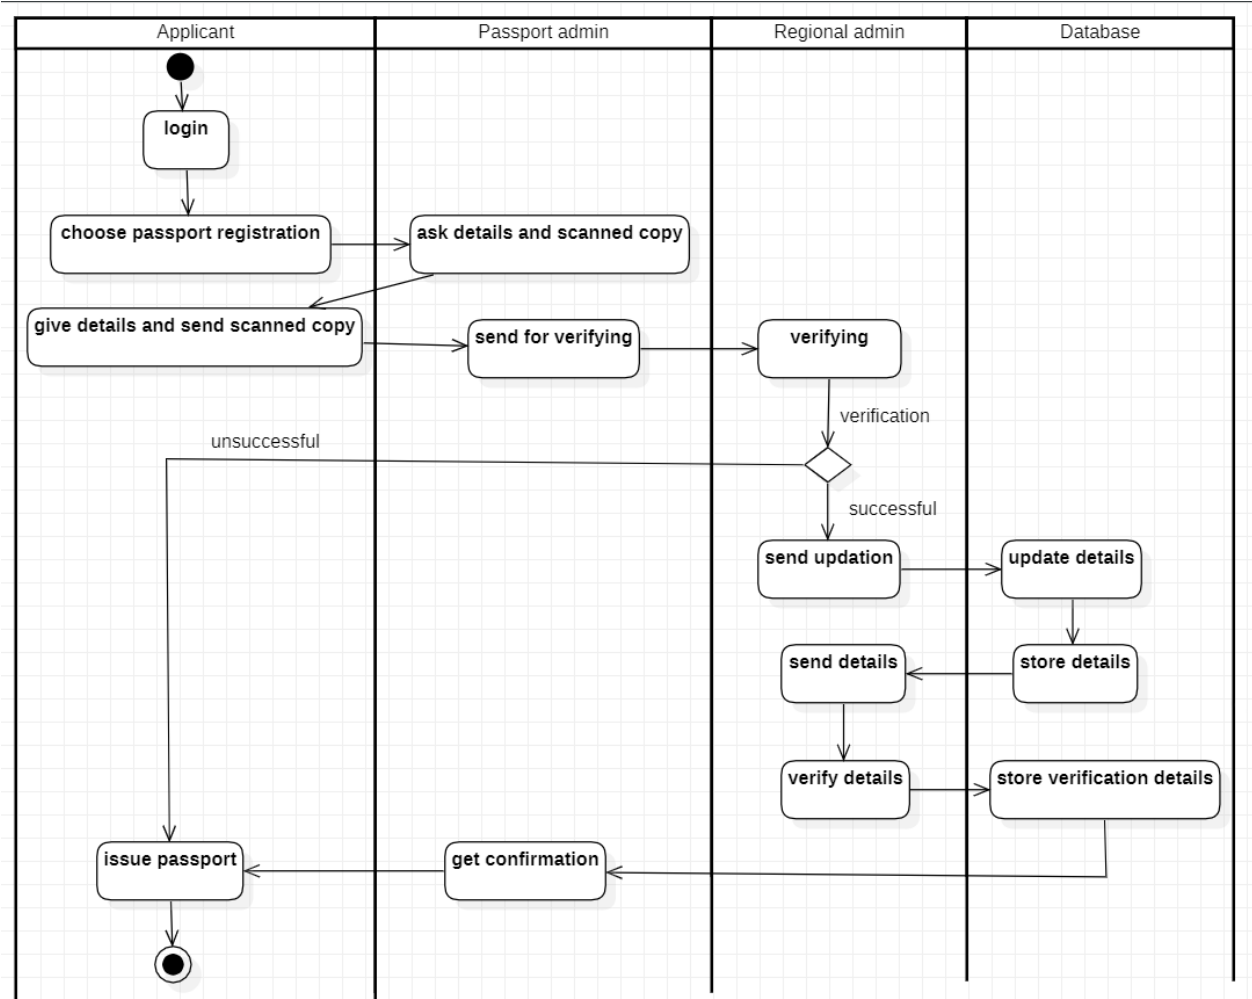 Applicant
Passport admin
Regional admin
Database
login
choose passport registration
ask details and scanned copy
give details and send scanned copy
send for verifying
verifying
verification
unsuccessful
successful
send updation
update details
send details
store details
verify details
store verification details
issue passport
get confirmation